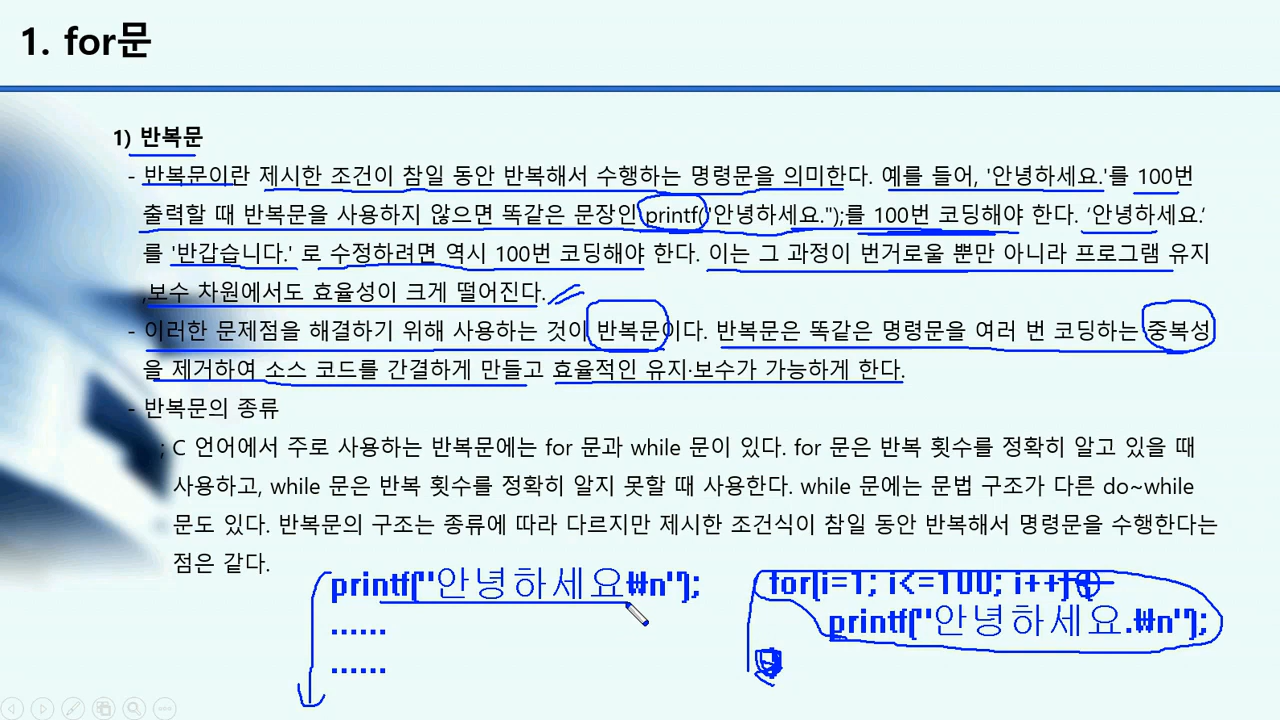 1. for문
1) 반복문
- 반복문이란 제시한 조건이 참일 동안 반복해서 수행하는 명령문을 의미한다. 예를 들어, '안녕하세요.'를 100번
출력할 때 반복문을 사용하지 않으면 똑같은 문장인 printf("안녕하세요.");를 100번 코딩해야 한다. '안녕하세요.'
를 '반갑습니다.' 로 수정하려면 역시 100번 코딩해야 한다. 이는 그 과정이 번거로울 뿐만 아니라 프로그램 유지
,보수 차원에서도 효율성이 크게 떨어진다.
- 이러한 문제점을 해결하기 위해 사용하는 것이 반복문이다. 반복문은 똑같은 명령문을 여러 번 코딩하는 중복성
을 제거하여 소스 코드를 간결하게 만들고 효율적인 유지·보수가 가능하게 한다.
- 반복문의 종류
; C 언어에서 주로 사용하는 반복문에는 for 문과 while 문이 있다. for 문은 반복 횟수를 정확히 알고 있을 때
사용하고, while 문은 반복 횟수를 정확히 알지 못할 때 사용한다. while 문에는 문법 구조가 다른 do~while
문도 있다. 반복문의 구조는 종류에 따라 다르지만 제시한 조건식이 참일 동안 반복해서 명령문을 수행한다는
점은 같다.
printf("안녕하세요₩n");
......
......
for(i=1; i<=100; i++)
printf("안녕하세요.₩n");